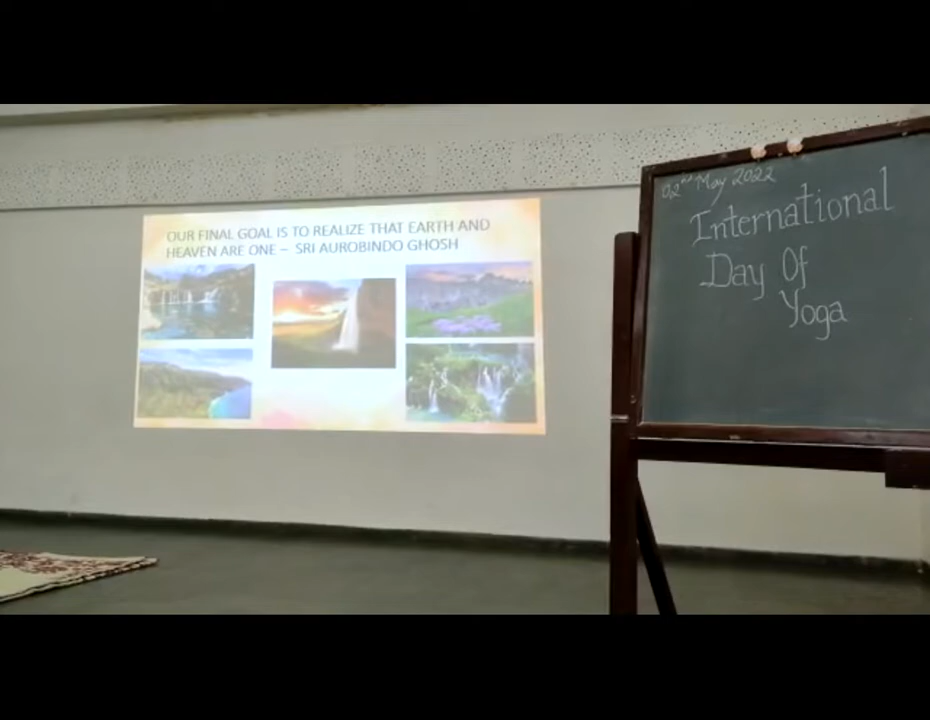 OUR FINAL GOAL IS TO REALIZE THAT EARTH AND
HEAVEN ARE ONE – SRI AUROBINDO GHOSH
02nd May 2022
International
Day Of
Yoga